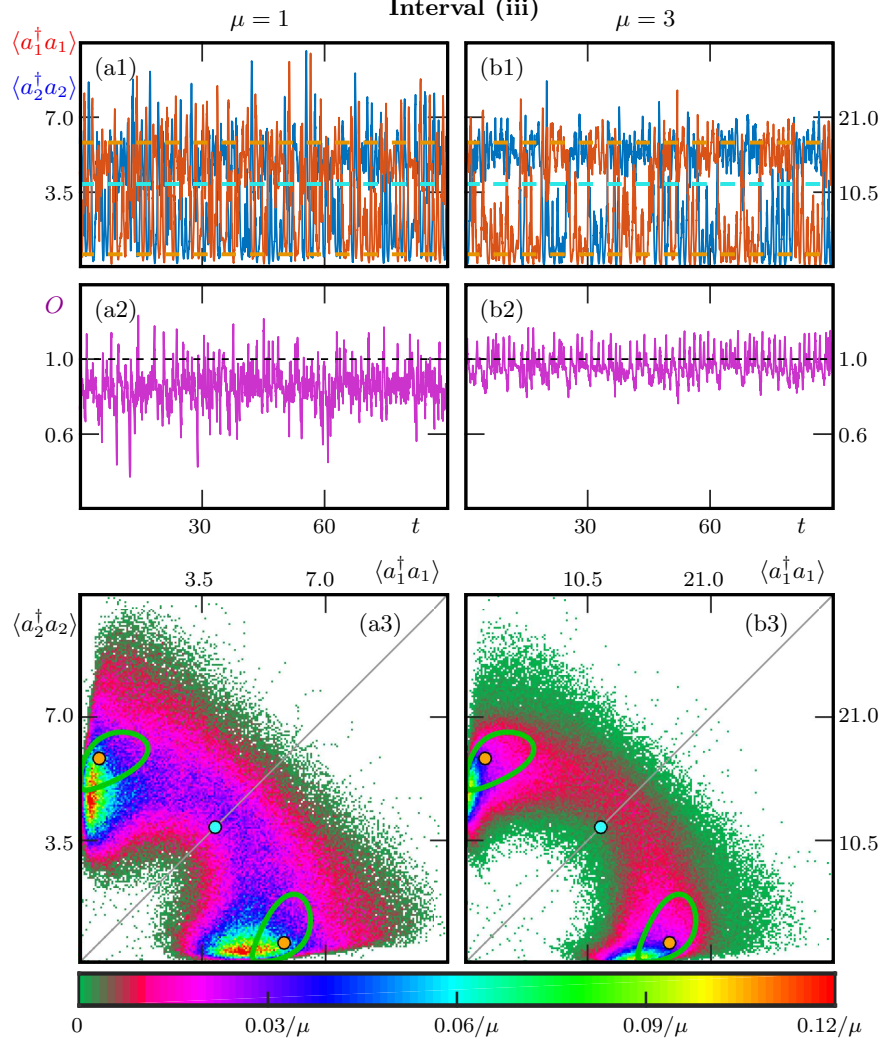 Interval (iii)
μ = 1
μ = 3
⟨a₁†a₁⟩
⟨a₂†a₂⟩
(a1)
(b1)
7.0
21.0
3.5
10.5
O
(a2)
(b2)
1.0
1.0
0.6
0.6
30
60
t
30
60
t
3.5
7.0
⟨a₁†a₁⟩
10.5
21.0
⟨a₁†a₁⟩
⟨a₂†a₂⟩
(a3)
(b3)
7.0
21.0
3.5
10.5
0
0.03/μ
0.06/μ
0.09/μ
0.12/μ